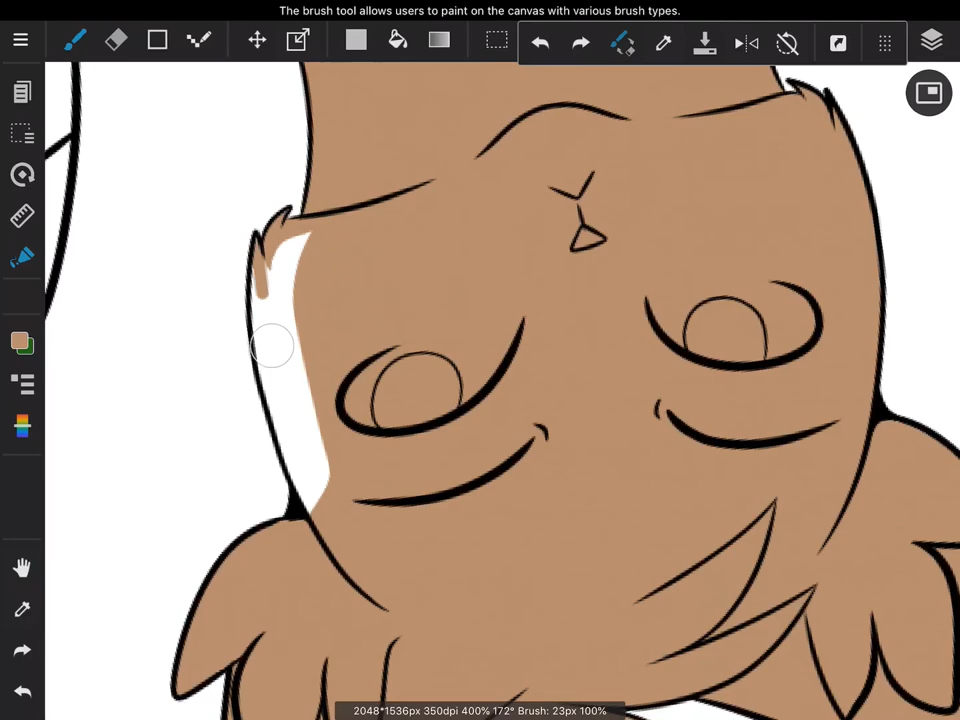 The brush tool allows users to paint on the canvas with various brush types.
2048*1536px 350dpi 400% 172° Brush: 23px 100%